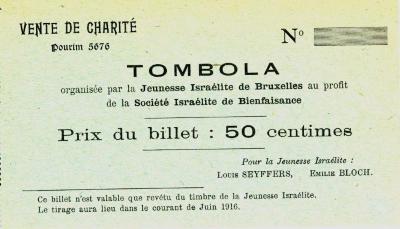 VENTE DE CHARITÉ
Pourim 5676
N°
TOMBOLA
organisée par la Jeunesse Israélite de Bruxelles au profit
de la Société Israélite de Bienfaisance
Prix du billet : 50 centimes
Pour la Jeunesse Israélite :
LOUIS SEYFFERS, EMILIE BLOCH.
Ce billet n'est valable que revêtu du timbre de la Jeunesse Israélite.
Le tirage aura lieu dans le courant de Juin 1916.